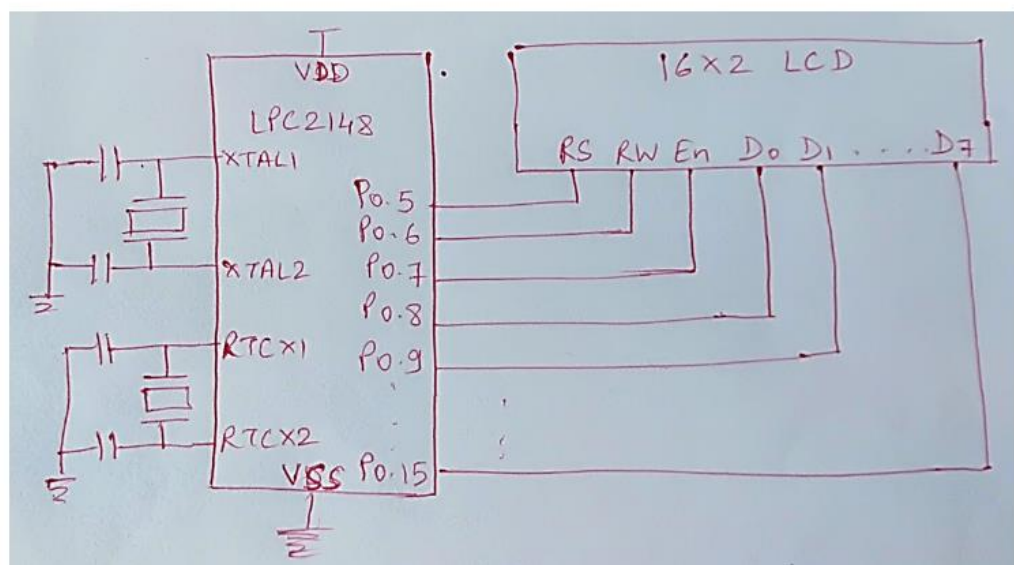 VDD
LPC2148
XTAL1
XTAL2
RTCX1
RTCX2
VSS
P0.5
P0.6
P0.7
P0.8
P0.9
P0.15
16X2 LCD
RS RW En D0 D1 ..... D7